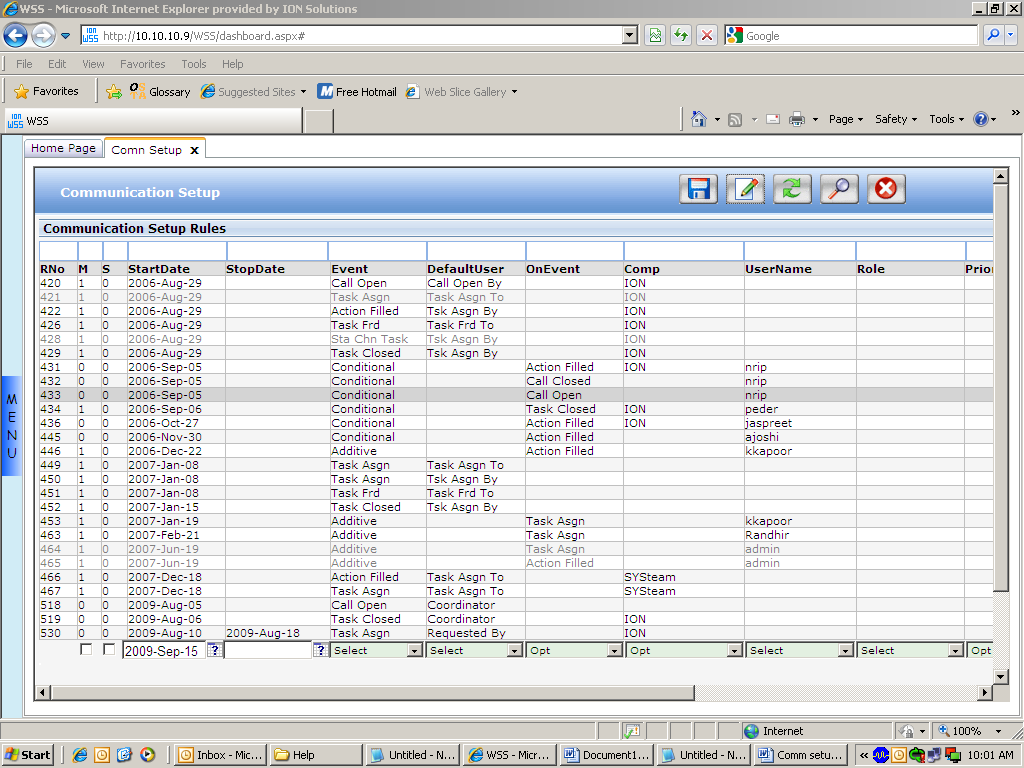 WSS - Microsoft Internet Explorer provided by ION Solutions
ION WSS http://10.10.10.9/WSS/dashboard.aspx# Google
File Edit View Favorites Tools Help
Favorites Glossary Suggested Sites Free Hotmail Web Slice Gallery
ION WSS WSS Page Safety Tools »
Home Page Comn Setup x
Communication Setup
Communication Setup Rules
RNo M S StartDate StopDate Event DefaultUser OnEvent Comp UserName Role Prior
420 1 0 2006-Aug-29 Call Open Call Open By ION
421 1 0 2006-Aug-29 Task Asgn Task Asgn To ION
422 1 0 2006-Aug-29 Action Filled Tsk Asgn By ION
426 1 0 2006-Aug-29 Task Frd Task Frd To ION
428 1 0 2006-Aug-29 Sta Chn Task Tsk Asgn By ION
429 1 0 2006-Aug-29 Task Closed Tsk Asgn By ION
431 0 0 2006-Sep-05 Conditional Action Filled ION nrip
432 0 0 2006-Sep-05 Conditional Call Closed nrip
433 0 0 2006-Sep-05 Conditional Call Open nrip
434 1 0 2006-Sep-06 Conditional Task Closed ION peder
436 0 0 2006-Oct-27 Conditional Action Filled ION jaspreet
445 0 0 2006-Nov-30 Conditional Action Filled ajoshi
446 1 0 2006-Dec-22 Additive Action Filled kkapoor
449 1 0 2007-Jan-08 Task Asgn Task Asgn To
450 1 0 2007-Jan-08 Task Asgn Tsk Asgn By
451 1 0 2007-Jan-08 Task Frd Task Frd To
452 1 0 2007-Jan-15 Task Closed Tsk Asgn By
453 1 0 2007-Jan-19 Additive Task Asgn kkapoor
463 1 0 2007-Feb-21 Additive Task Asgn Randhir
464 1 0 2007-Jun-19 Additive Task Asgn admin
465 1 0 2007-Jun-19 Additive Action Filled admin
466 1 0 2007-Dec-18 Action Filled Task Asgn To SYSteam
467 1 0 2007-Dec-18 Task Asgn Task Asgn To SYSteam
518 0 0 2009-Aug-05 Call Open Coordinator
519 0 0 2009-Aug-06 Task Closed Coordinator ION
530 0 0 2009-Aug-10 2009-Aug-18 Task Asgn Requested By ION
2009-Sep-15 ? ? Select Select Opt Opt Select Select Opt
MENU
Internet 100%
Start Inbox - Mic... Help Untitled - N... WSS - Micr... Document1... Untitled - N... Comm setu... « 10:01 AM